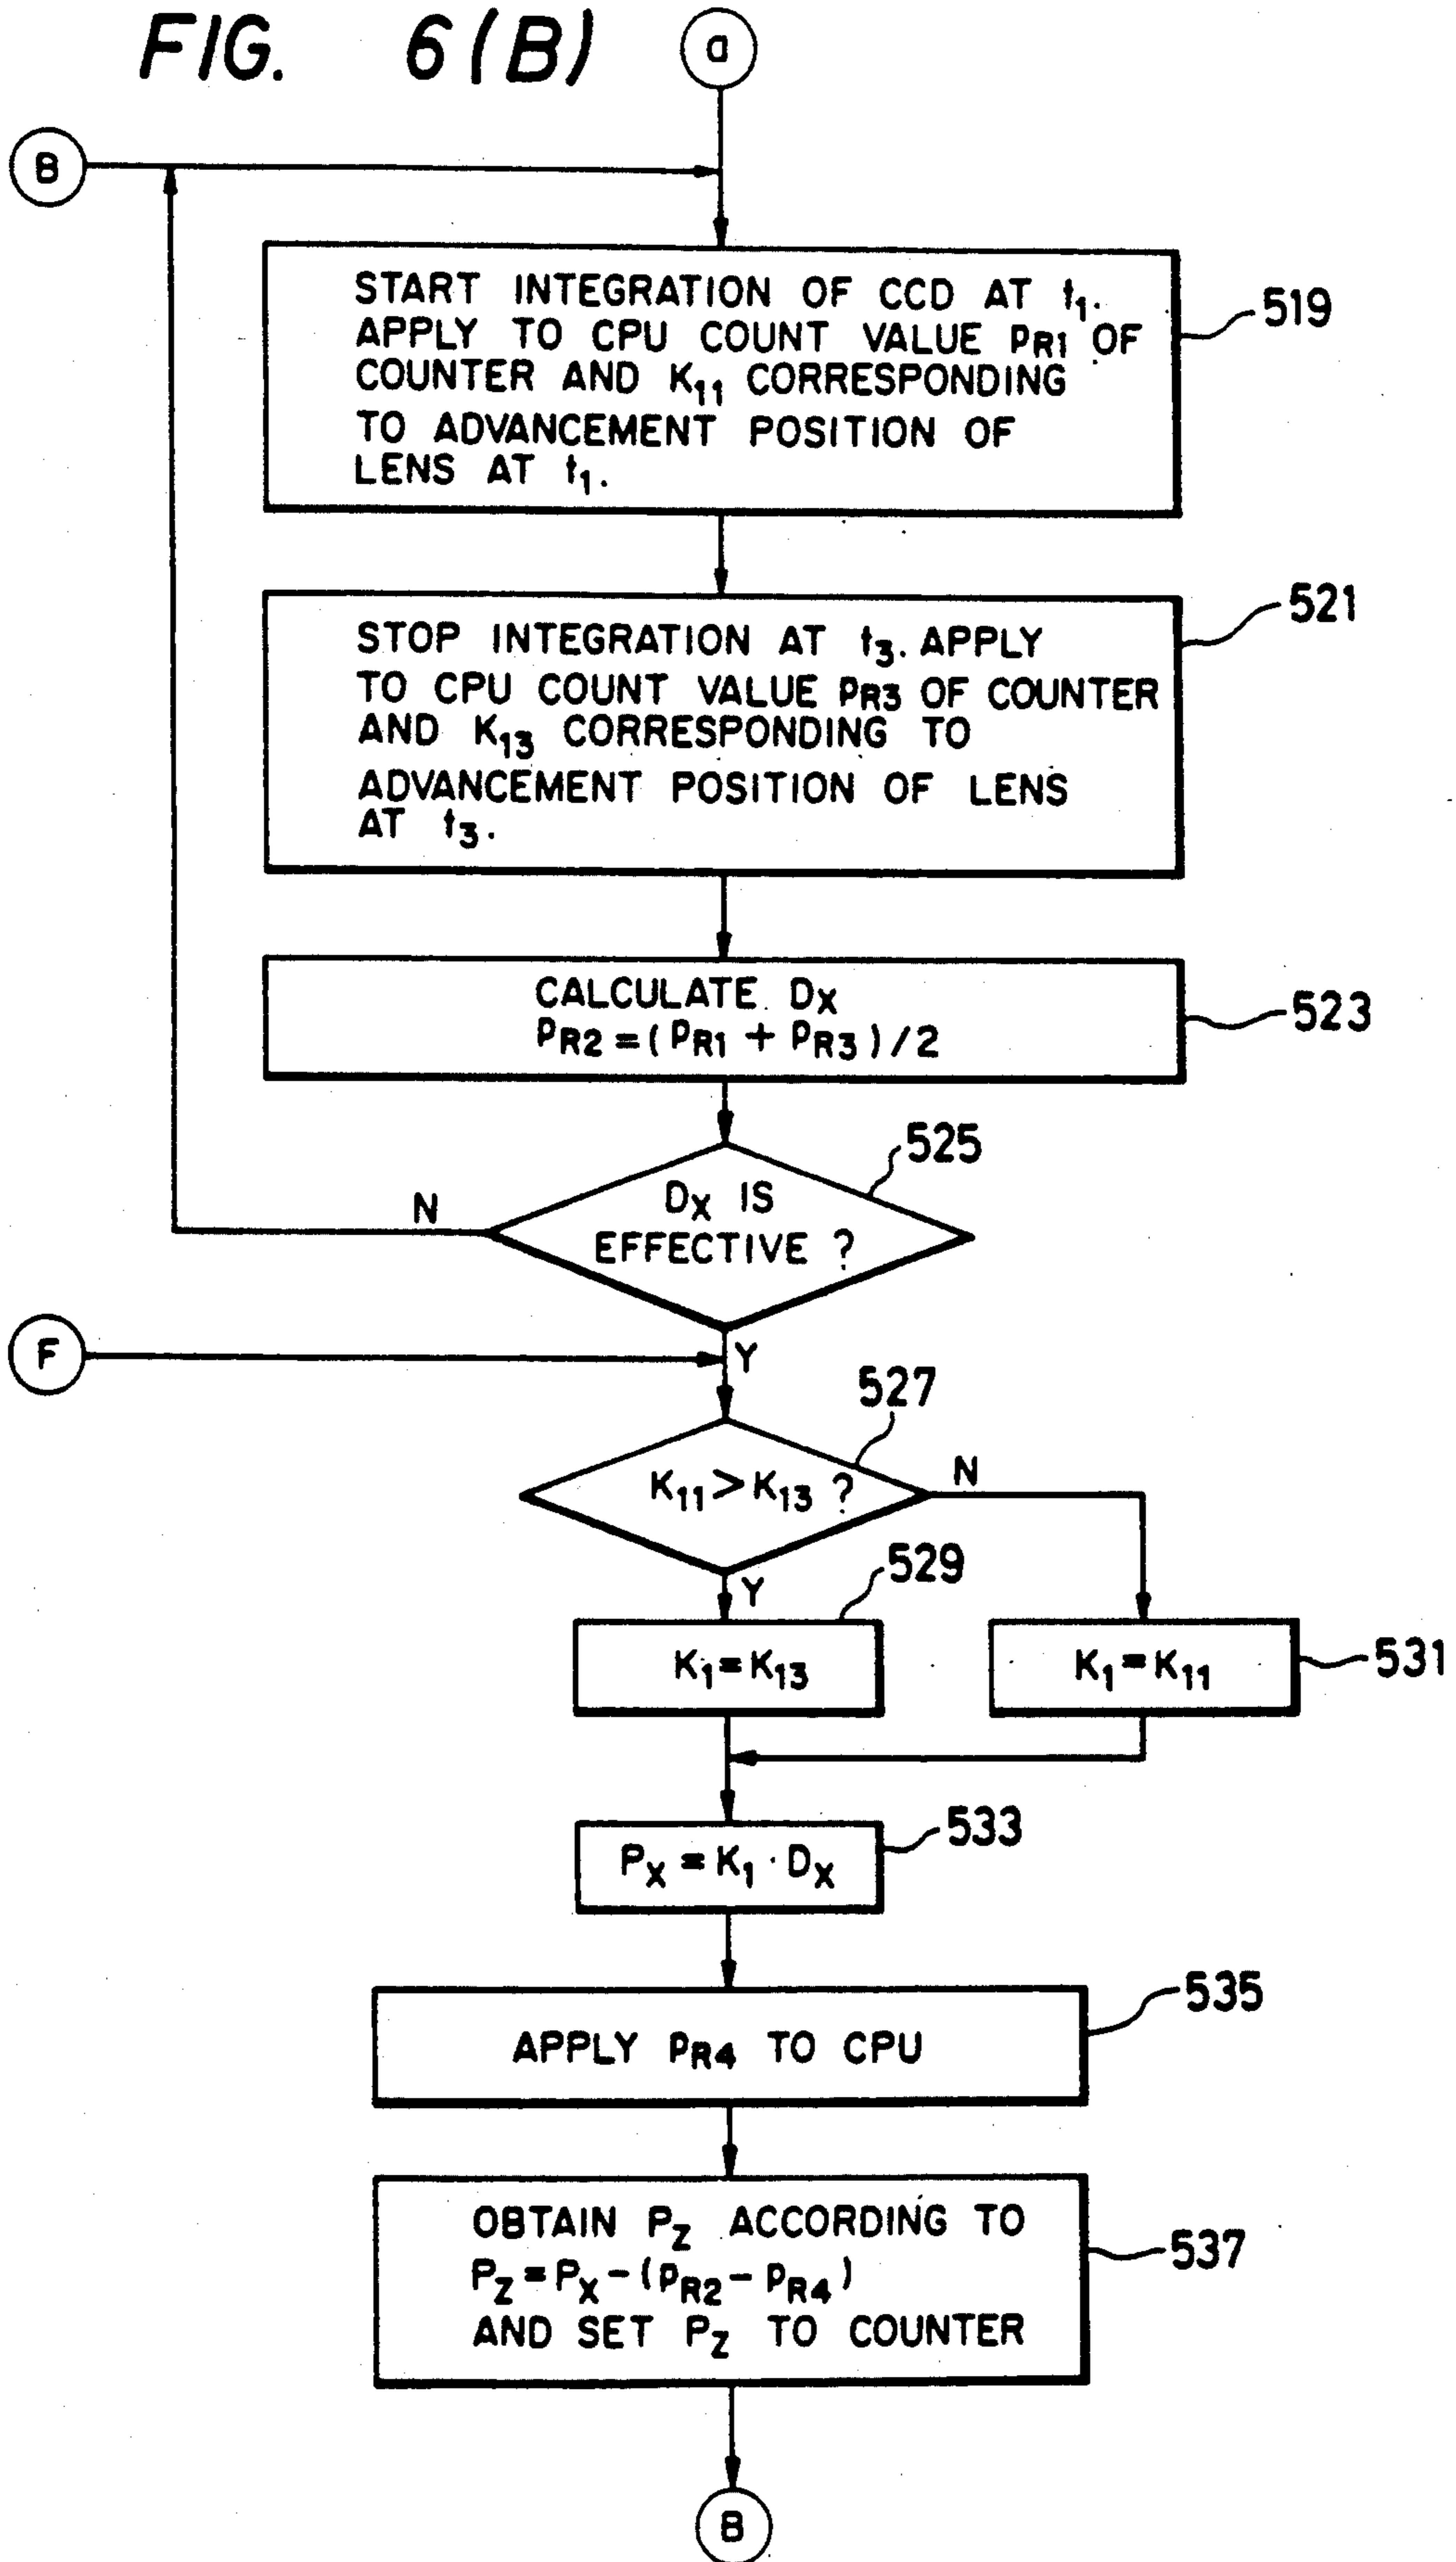 FIG. 6(B)
a
B
START INTEGRATION OF CCD AT t₁.
APPLY TO CPU COUNT VALUE PR1 OF
COUNTER AND K₁₁ CORRESPONDING
TO ADVANCEMENT POSITION OF
LENS AT t₁.
519
STOP INTEGRATION AT t₃. APPLY
TO CPU COUNT VALUE PR3 OF COUNTER
AND K₁₃ CORRESPONDING TO
ADVANCEMENT POSITION OF LENS
AT t₃.
521
CALCULATE DX
PR2 = (PR1 + PR3)/2
523
525
DX IS
EFFECTIVE ?
N
F
Y
527
K₁₁ > K₁₃ ?
N
Y
529
K₁ = K₁₃
K₁ = K₁₁
531
PX = K₁ · DX
533
APPLY PR4 TO CPU
535
OBTAIN PZ ACCORDING TO
PZ = PX - (PR2 - PR4)
AND SET PZ TO COUNTER
537
B